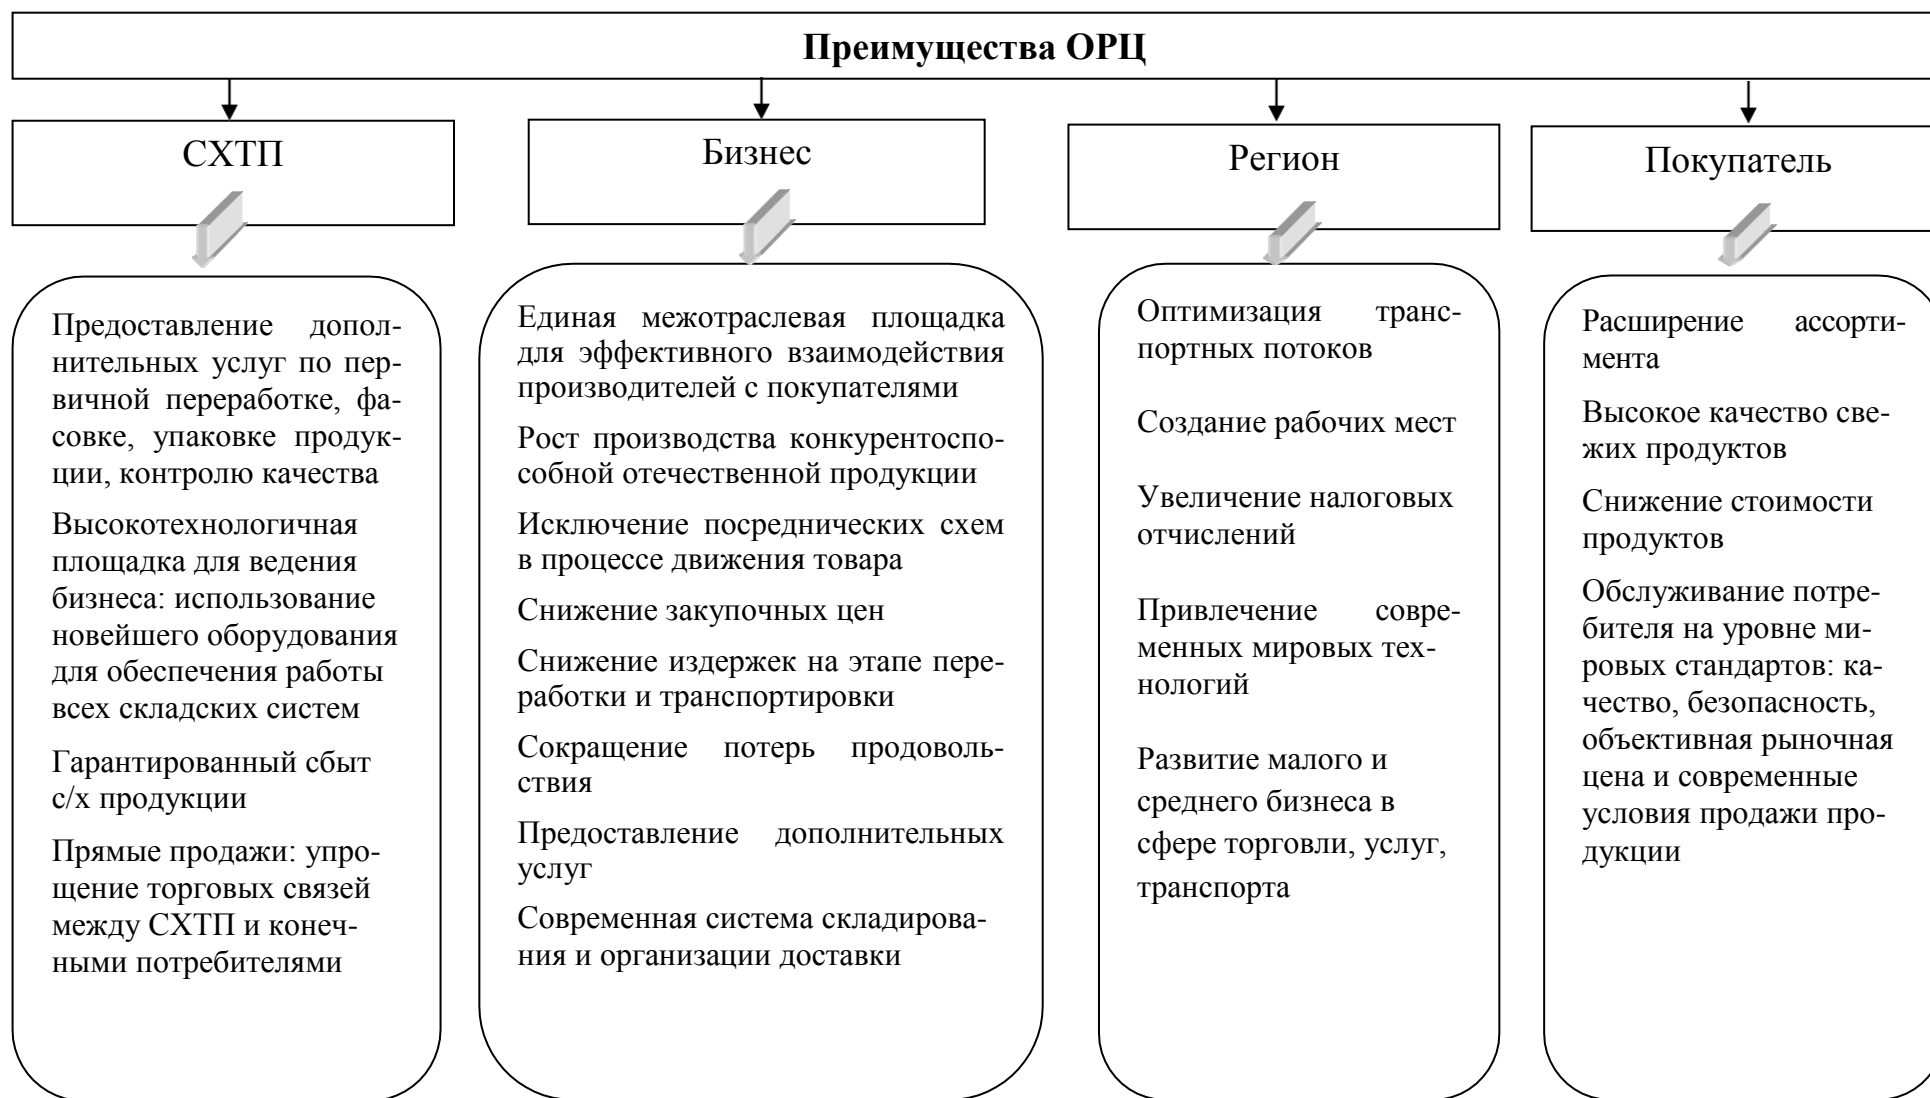 Преимущества ОРЦ
СХТП
Бизнес
Регион
Покупатель
Предоставление допол-
нительных услуг по пер-
вичной переработке, фа-
совке, упаковке продук-
ции, контролю качества
Высокотехнологичная
площадка для ведения
бизнеса: использование
новейшего оборудования
для обеспечения работы
всех складских систем
Гарантированный сбыт
с/х продукции
Прямые продажи: упро-
щение торговых связей
между СХТП и конеч-
ными потребителями
Единая межотраслевая площадка
для эффективного взаимодействия
производителей с покупателями
Рост производства конкурентоспо-
собной отечественной продукции
Исключение посреднических схем
в процессе движения товара
Снижение закупочных цен
Снижение издержек на этапе пере-
работки и транспортировки
Сокращение потерь продоволь-
ствия
Предоставление дополнительных
услуг
Современная система складирова-
ния и организации доставки
Оптимизация транс-
портных потоков
Создание рабочих мест
Увеличение налоговых
отчислений
Привлечение совре-
менных мировых тех-
нологий
Развитие малого и
среднего бизнеса в
сфере торговли, услуг,
транспорта
Расширение ассорти-
мента
Высокое качество све-
жих продуктов
Снижение стоимости
продуктов
Обслуживание потре-
бителя на уровне ми-
ровых стандартов: ка-
чество, безопасность,
объективная рыночная
цена и современные
условия продажи про-
дукции